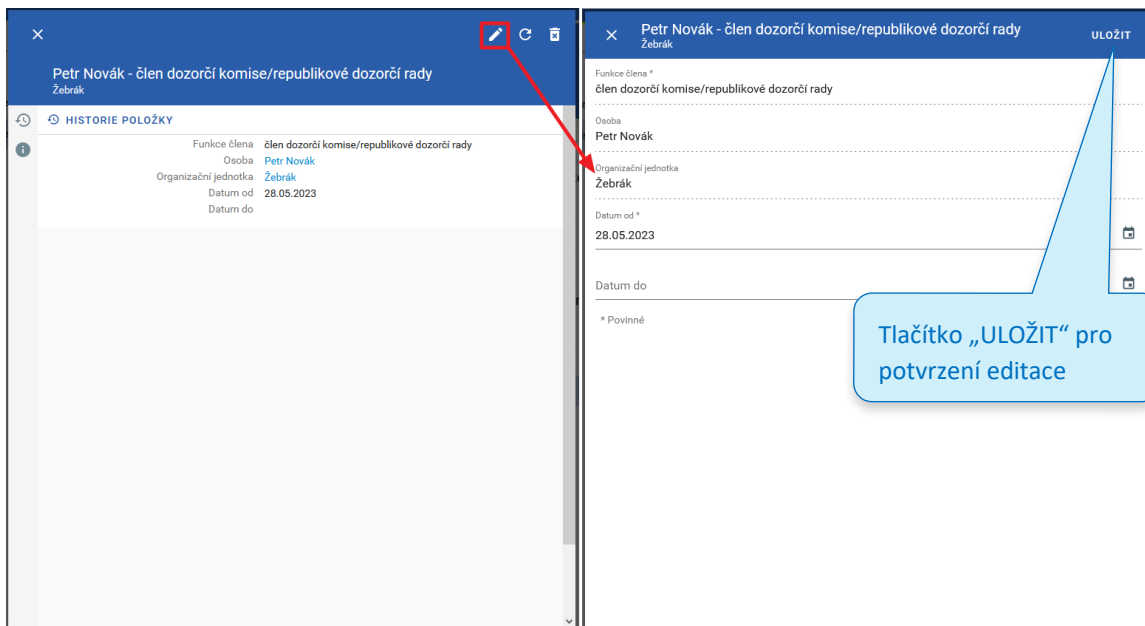 Petr Novák - člen dozorčí komise/republikové dozorčí rady
Žebrák
HISTORIE POLOŽKY
Funkce člena člen dozorčí komise/republikové dozorčí rady
Osoba Petr Novák
Organizační jednotka Žebrák
Datum od 28.05.2023
Datum do
Petr Novák - člen dozorčí komise/republikové dozorčí rady
Žebrák
ULOŽIT
Funkce člena *
člen dozorčí komise/republikové dozorčí rady
Osoba
Petr Novák
Organizační jednotka
Žebrák
Datum od *
28.05.2023
Datum do
* Povinné
Tlačítko „ULOŽIT“ pro
potvrzení editace